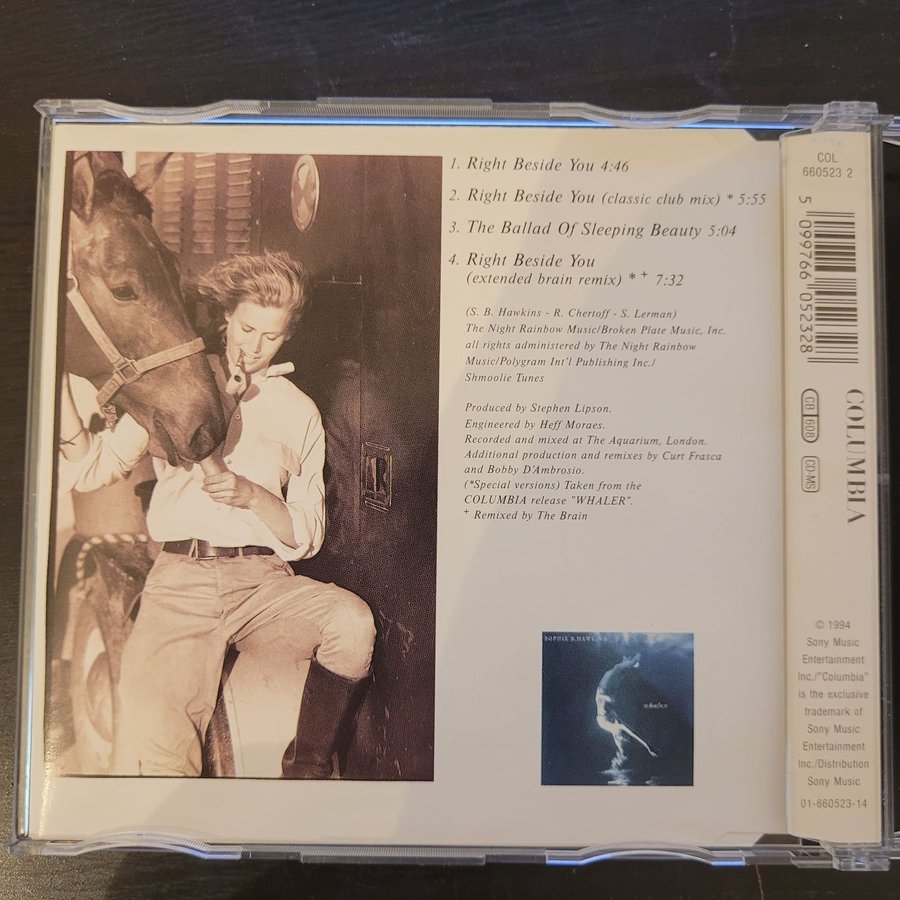 1. Right Beside You 4:46
2. Right Beside You (classic club mix) * 5:55
3. The Ballad Of Sleeping Beauty 5:04
4. Right Beside You
(extended brain remix) * + 7:32
(S. B. Hawkins - R. Chertoff - S. Lerman)
The Night Rainbow Music/Broken Plate Music, Inc.
all rights administered by The Night Rainbow
Music/Polygram Int'l Publishing Inc./
Shmoolie Tunes
Produced by Stephen Lipson.
Engineered by Heff Moraes.
Recorded and mixed at The Aquarium, London.
Additional production and remixes by Curt Frasca
and Bobby D'Ambrosio.
(*Special versions) Taken from the
COLUMBIA release "WHALER".
+ Remixed by The Brain
SOPHIE B. HAWKINS
whaler
COL
660523 2
5 099766 052328
CB 608
CD-MS
COLUMBIA
© 1994
Sony Music
Entertainment
Inc./"Columbia"
is the exclusive
trademark of
Sony Music
Entertainment
Inc./Distribution
Sony Music
01-660523-14